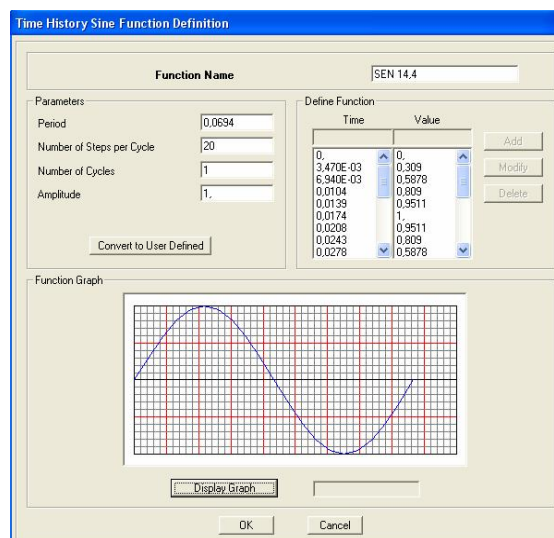 Time History Sine Function Definition
Function Name
SEN 14,4
Parameters
Period
0,0694
Number of Steps per Cycle
20
Number of Cycles
1
Amplitude
1,
Convert to User Defined
Define Function
Time Value
0, 0,
3,470E-03 0,309
6,940E-03 0,5878
0,0104 0,809
0,0139 0,9511
0,0174 1,
0,0208 0,9511
0,0243 0,809
0,0278 0,5878
Add
Modify
Delete
Function Graph
Display Graph
OK Cancel